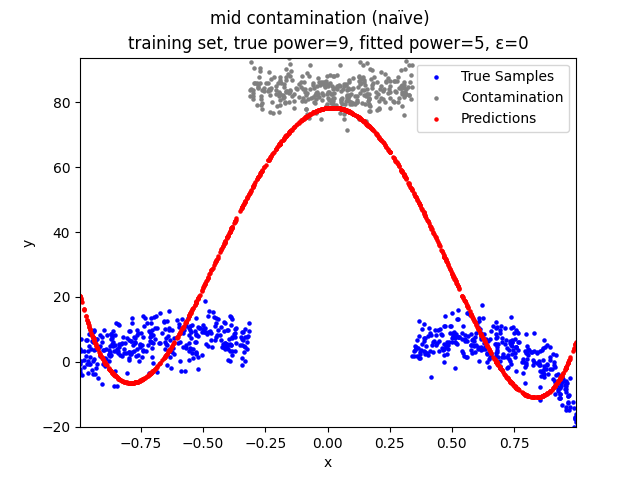 mid contamination (naïve)
training set, true power=9, fitted power=5, ε=0
True Samples
Contamination
Predictions
y
80
60
40
20
0
−20
−0.75
−0.50
−0.25
0.00
0.25
0.50
0.75
x